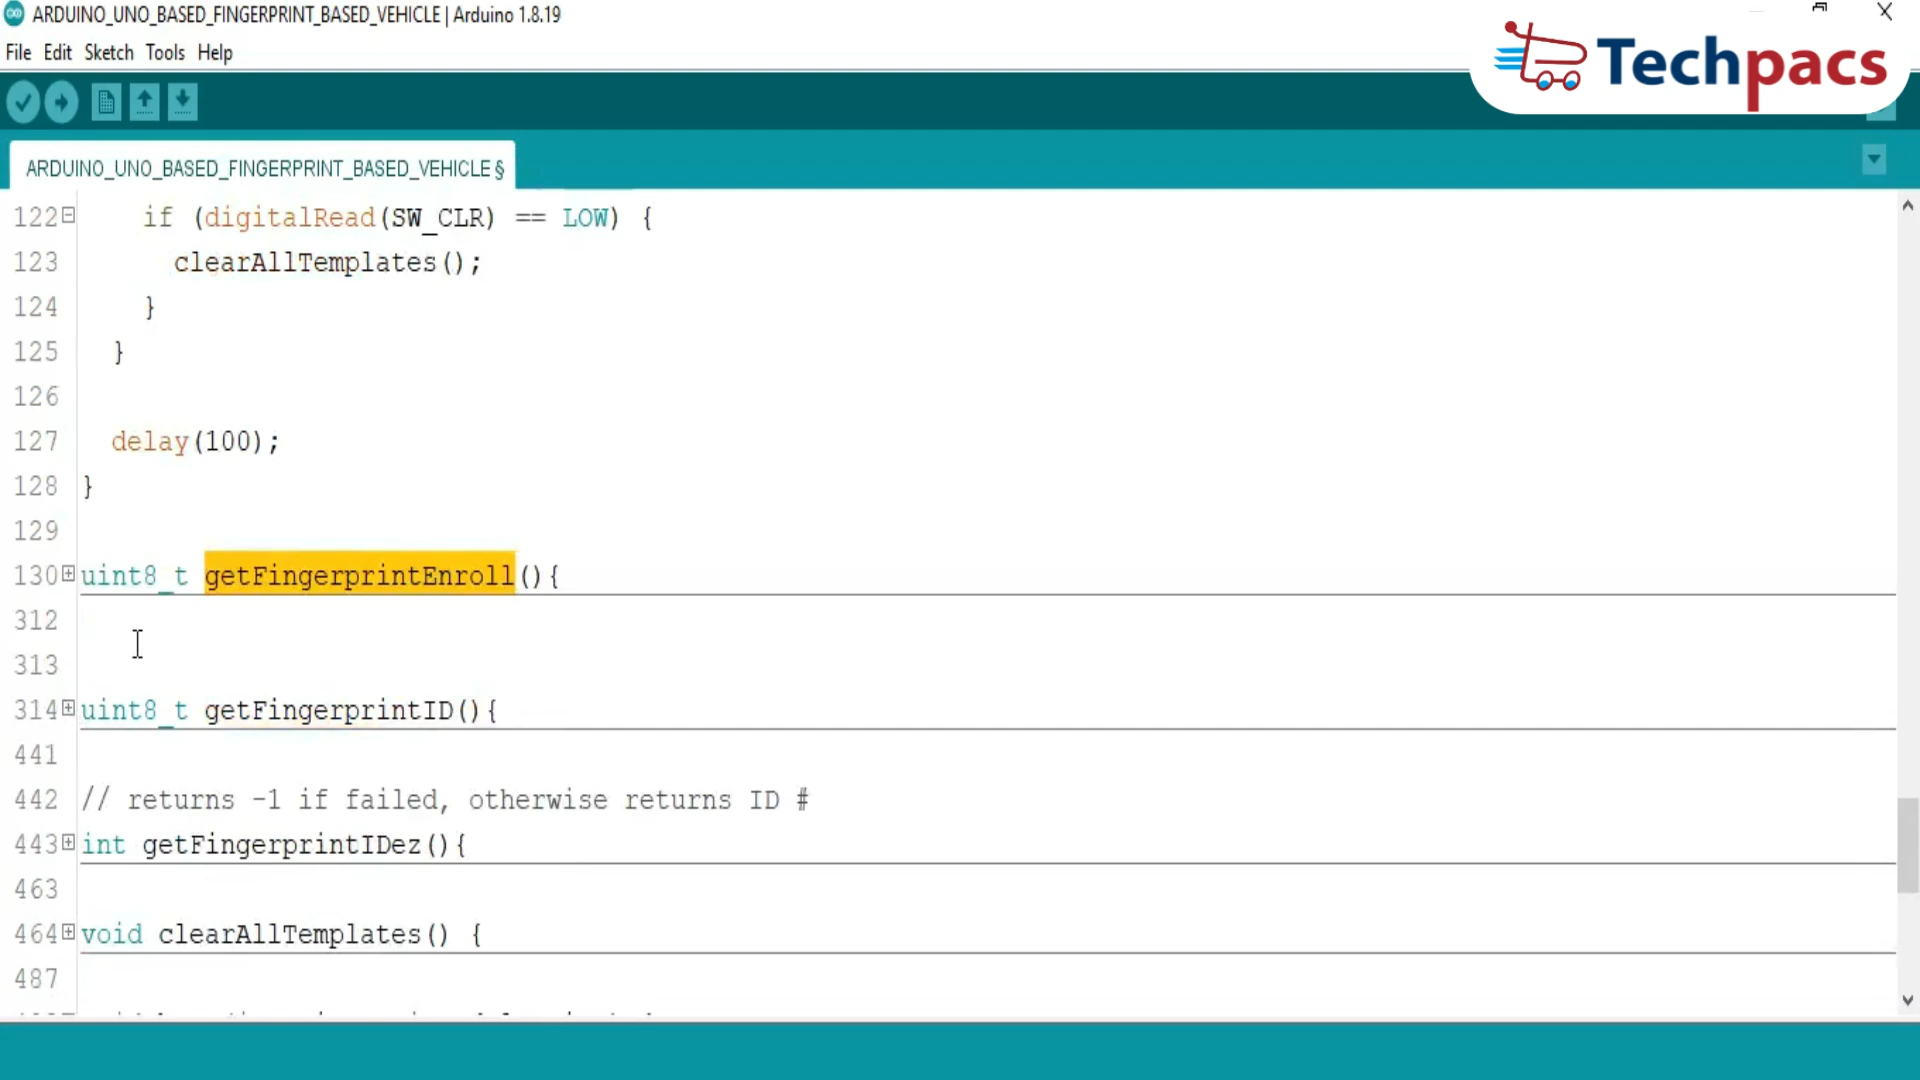 ARDUINO_UNO_BASED_FINGERPRINT_BASED_VEHICLE | Arduino 1.8.19
File Edit Sketch Tools Help
Techpacs
ARDUINO_UNO_BASED_FINGERPRINT_BASED_VEHICLE §
122 if (digitalRead(SW_CLR) == LOW) {
123 clearAllTemplates();
124 }
125 }
126
127 delay(100);
128 }
129
130 uint8_t getFingerprintEnroll(){
312
313
314 uint8_t getFingerprintID(){
441
442 // returns -1 if failed, otherwise returns ID #
443 int getFingerprintIDez(){
463
464 void clearAllTemplates() {
487